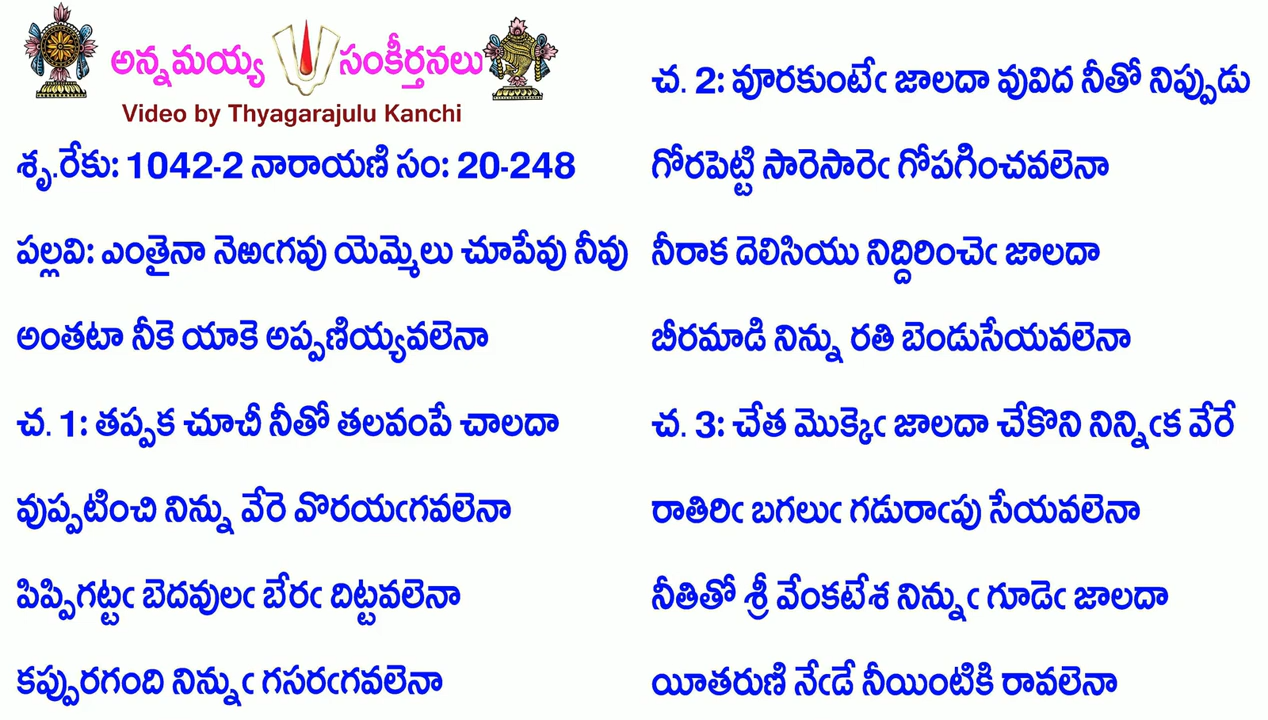 అన్నమయ్య సంకీర్తనలు
Video by Thyagarajulu Kanchi
శృ.రేకు: 1042-2 నారాయణి సం: 20-248
పల్లవి: ఎంతైనా నెఱఁగవు యెమ్మెలు చూపేవు నీవు
అంతటా నీకె యాకె అప్పణియ్యవలెనా
చ. 1: తప్పక చూచీ నీతో తలవంపే చాలదా
వుప్పటించి నిన్ను వేరె వొరయఁగవలెనా
పిప్పిగట్టఁ బెదవులఁ బేరఁ దిట్టవలెనా
కప్పురగంది నిన్నుఁ గసరఁగవలెనా
చ. 2: వూరకుంటేఁ జాలదా వువిద నీతో నిప్పుడు
గోరపెట్టి సారెసారెఁ గోపగించవలెనా
నీరాక దెలిసియు నిద్దిరించెఁ జాలదా
బీరమాడి నిన్ను రతి బెండుసేయవలెనా
చ. 3: చేత మొక్కెఁ జాలదా చేకొని నిన్నిఁక వేరే
రాతిరిఁ బగలుఁ గడురాఁపు సేయవలెనా
నీతితో శ్రీ వేంకటేశ నిన్నుఁ గూడెఁ జాలదా
యీతరుణి నేఁడే నీయింటికి రావలెనా